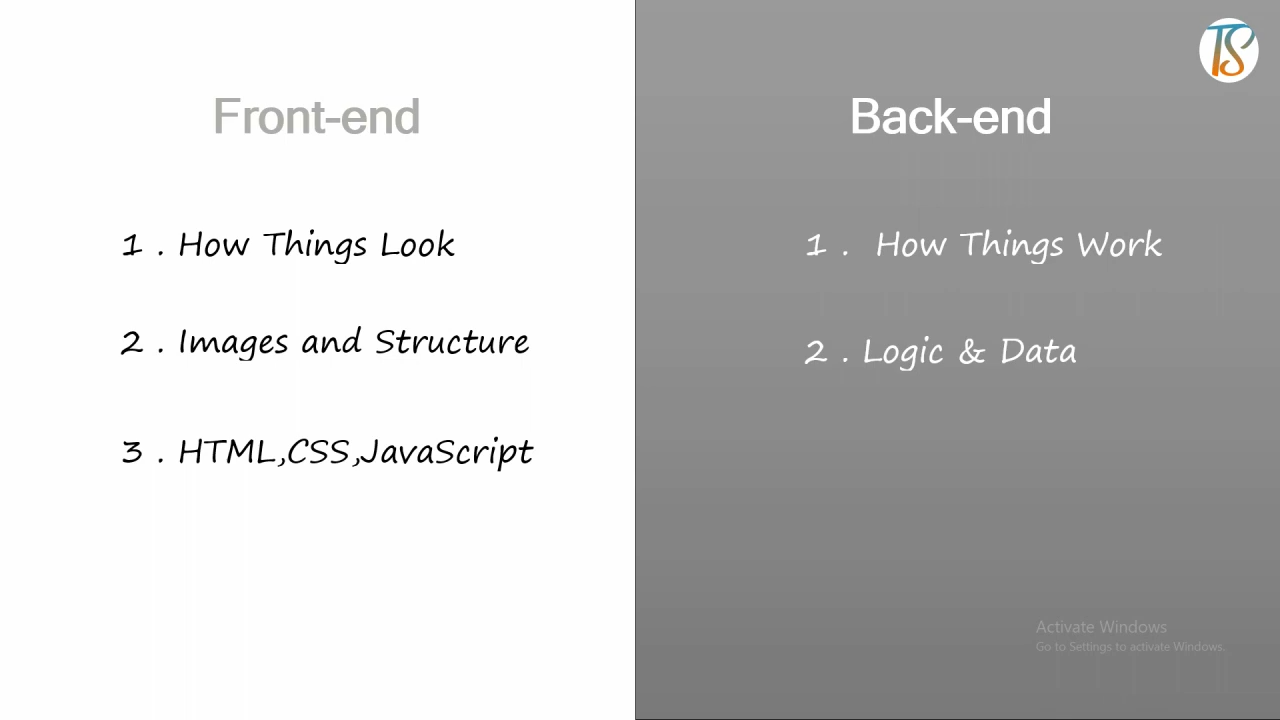 Front-end
1 . How Things Look
2 . Images and Structure
3 . HTML,CSS,JavaScript
TS
Back-end
1 . How Things Work
2 . Logic & Data
Activate Windows
Go to Settings to activate Windows.